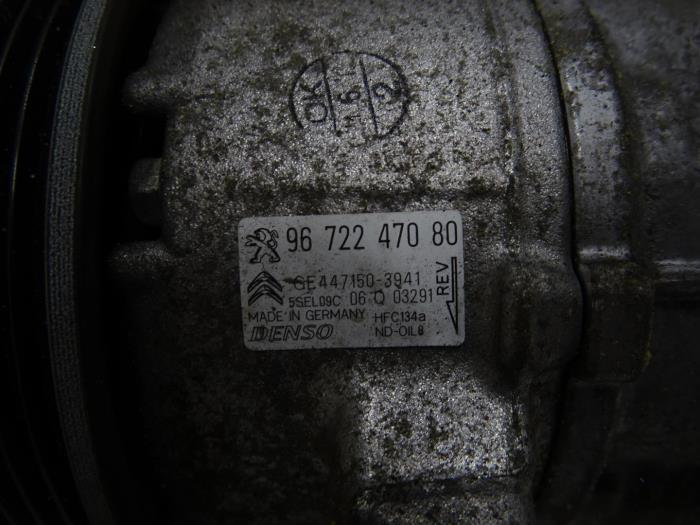 OK 6 2
96 722 470 80
GE447150-3941
5SEL09C 06 Q 03291
REV
MADE IN GERMANY HFC134a
DENSO ND-OIL8